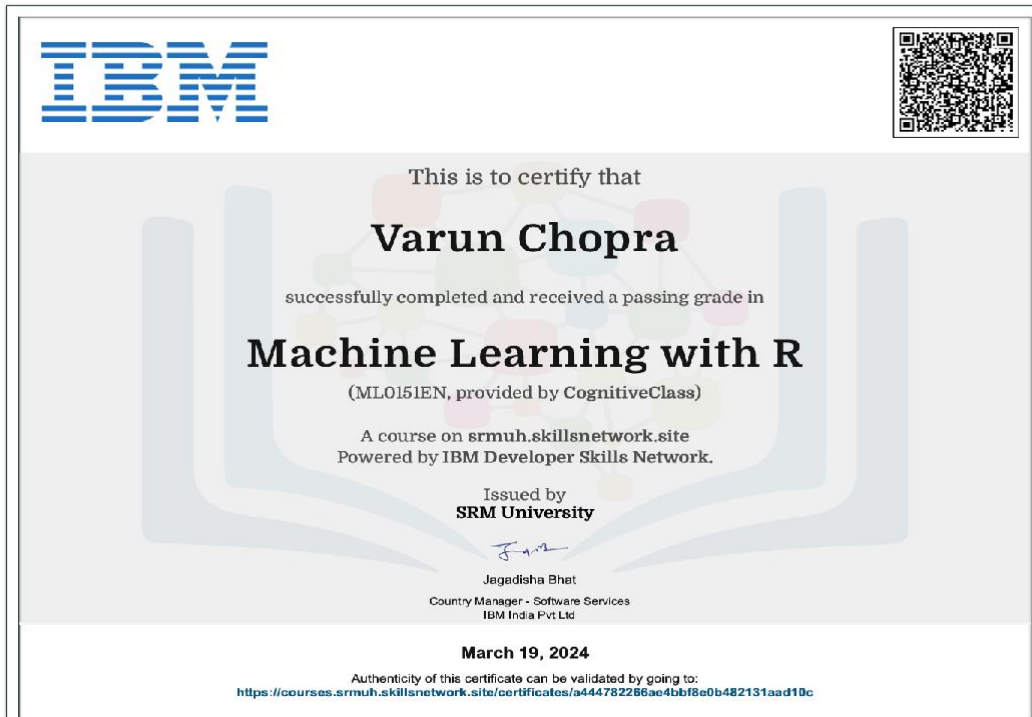 IBM
This is to certify that
Varun Chopra
successfully completed and received a passing grade in
Machine Learning with R
(ML0151EN, provided by CognitiveClass)
A course on srmuh.skillsnetwork.site
Powered by IBM Developer Skills Network.
Issued by
SRM University
Jagadisha Bhat
Country Manager - Software Services
IBM India Pvt Ltd
March 19, 2024
Authenticity of this certificate can be validated by going to:
https://courses.srmuh.skillsnetwork.site/certificates/a444782266ae4bbf8e0b482131aad10c